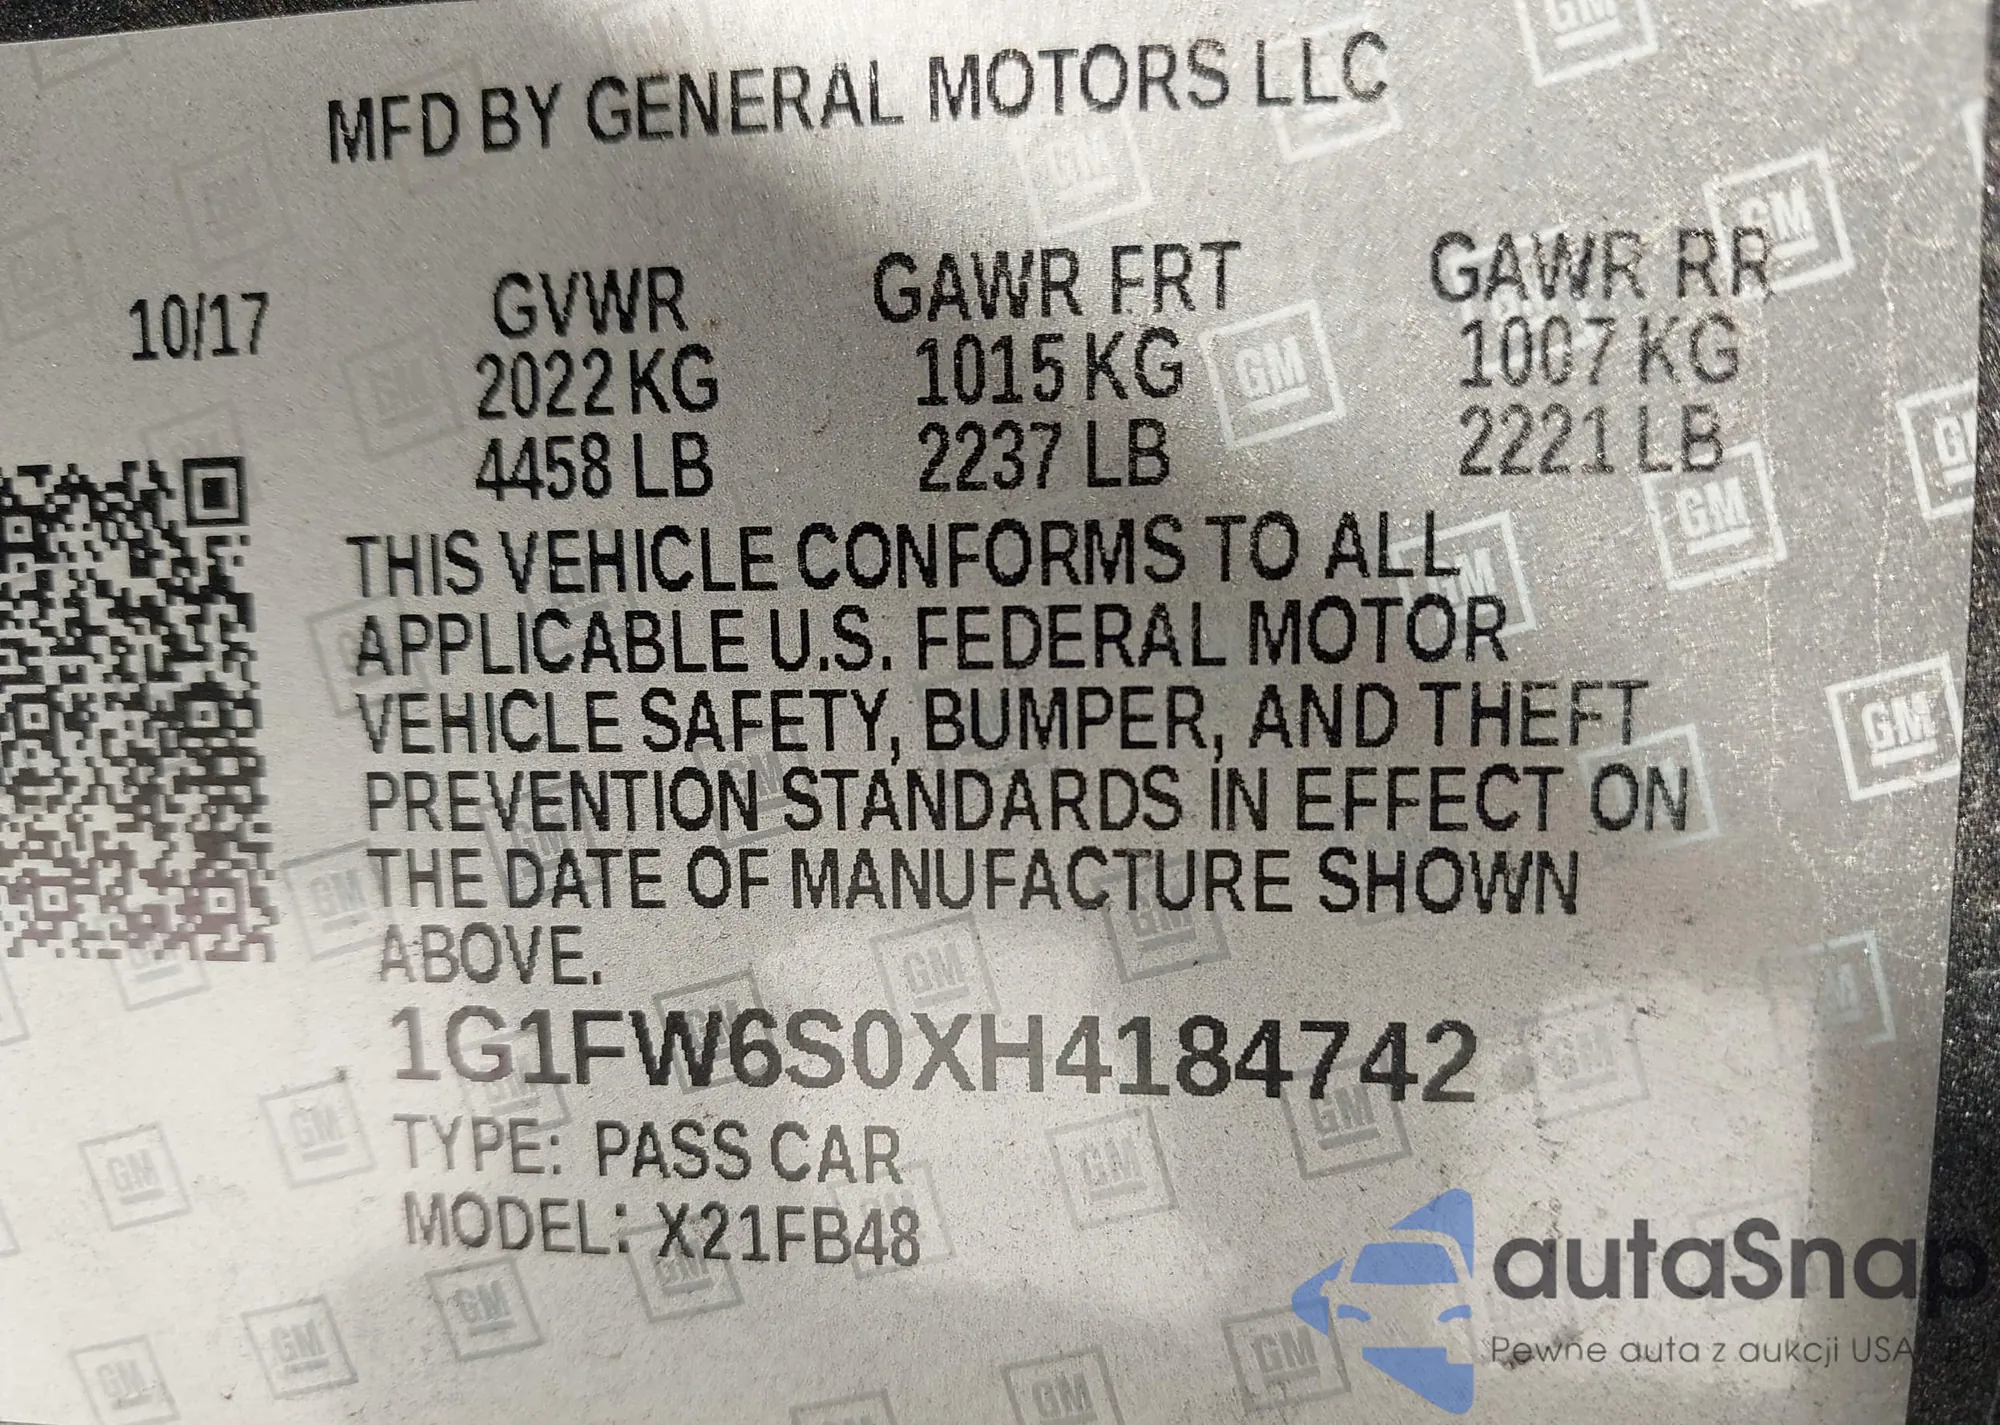 MFD BY GENERAL MOTORS LLC
10/17
GVWR
2022 KG
4458 LB
GAWR FRT
1015 KG
2237 LB
GAWR RR
1007 KG
2221 LB
THIS VEHICLE CONFORMS TO ALL
APPLICABLE U.S. FEDERAL MOTOR
VEHICLE SAFETY, BUMPER, AND THEFT
PREVENTION STANDARDS IN EFFECT ON
THE DATE OF MANUFACTURE SHOWN
ABOVE.
1G1FW6S0XH4184742
TYPE: PASS CAR
MODEL: X21FB48
GM
autaSnap
Pewne auta z aukcji USA